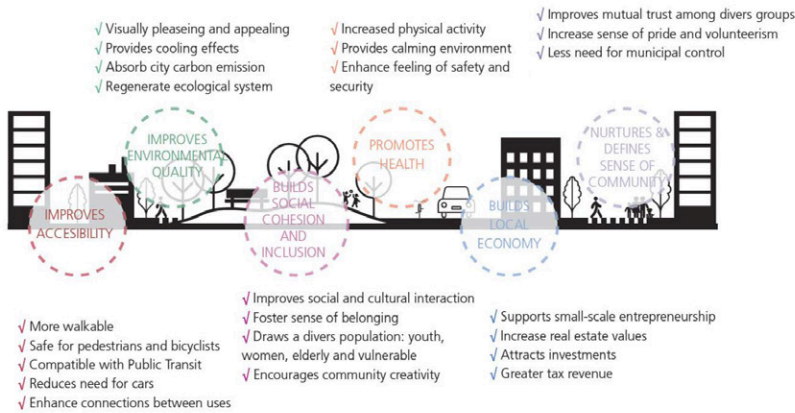 √ Visually pleaseing and appealing
√ Provides cooling effects
√ Absorb city carbon emission
√ Regenerate ecological system
√ Increased physical activity
√ Provides calming environment
√ Enhance feeling of safety and
security
√ Improves mutual trust among divers groups
√ Increase sense of pride and volunteerism
√ Less need for municipal control
IMPROVES
ENVIRONMENTAL
QUALITY
PROMOTES
HEALTH
NURTURES &
DEFINES
SENSE OF
COMMUNITY
IMPROVES
ACCESIBILITY
BUILDS
SOCIAL
COHESION
AND
INCLUSION
BUILDS
LOCAL
ECONOMY
√ More walkable
√ Safe for pedestrians and bicyclists
√ Compatible with Public Transit
√ Reduces need for cars
√ Enhance connections between uses
√ Improves social and cultural interaction
√ Foster sense of belonging
√ Draws a divers population: youth,
women, elderly and vulnerable
√ Encourages community creativity
√ Supports small-scale entrepreneurship
√ Increase real estate values
√ Attracts investments
√ Greater tax revenue